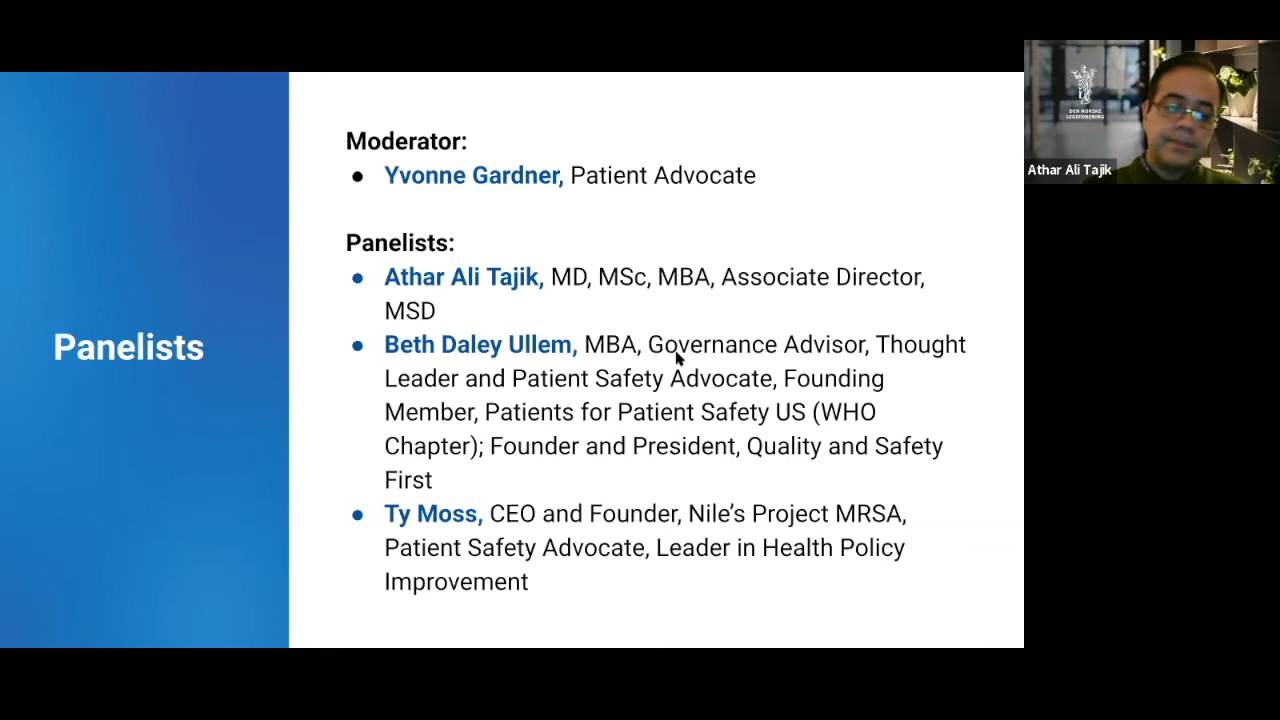 Moderator:
Yvonne Gardner, Patient Advocate
Panelists:
Athar Ali Tajik, MD, MSc, MBA, Associate Director,
MSD
Beth Daley Ullem, MBA, Governance Advisor, Thought
Leader and Patient Safety Advocate, Founding
Member, Patients for Patient Safety US (WHO
Chapter); Founder and President, Quality and Safety
First
Ty Moss, CEO and Founder, Nile's Project MRSA,
Patient Safety Advocate, Leader in Health Policy
Improvement
Panelists
DEN NORSKE
LEGEFORENING
Athar Ali Tajik